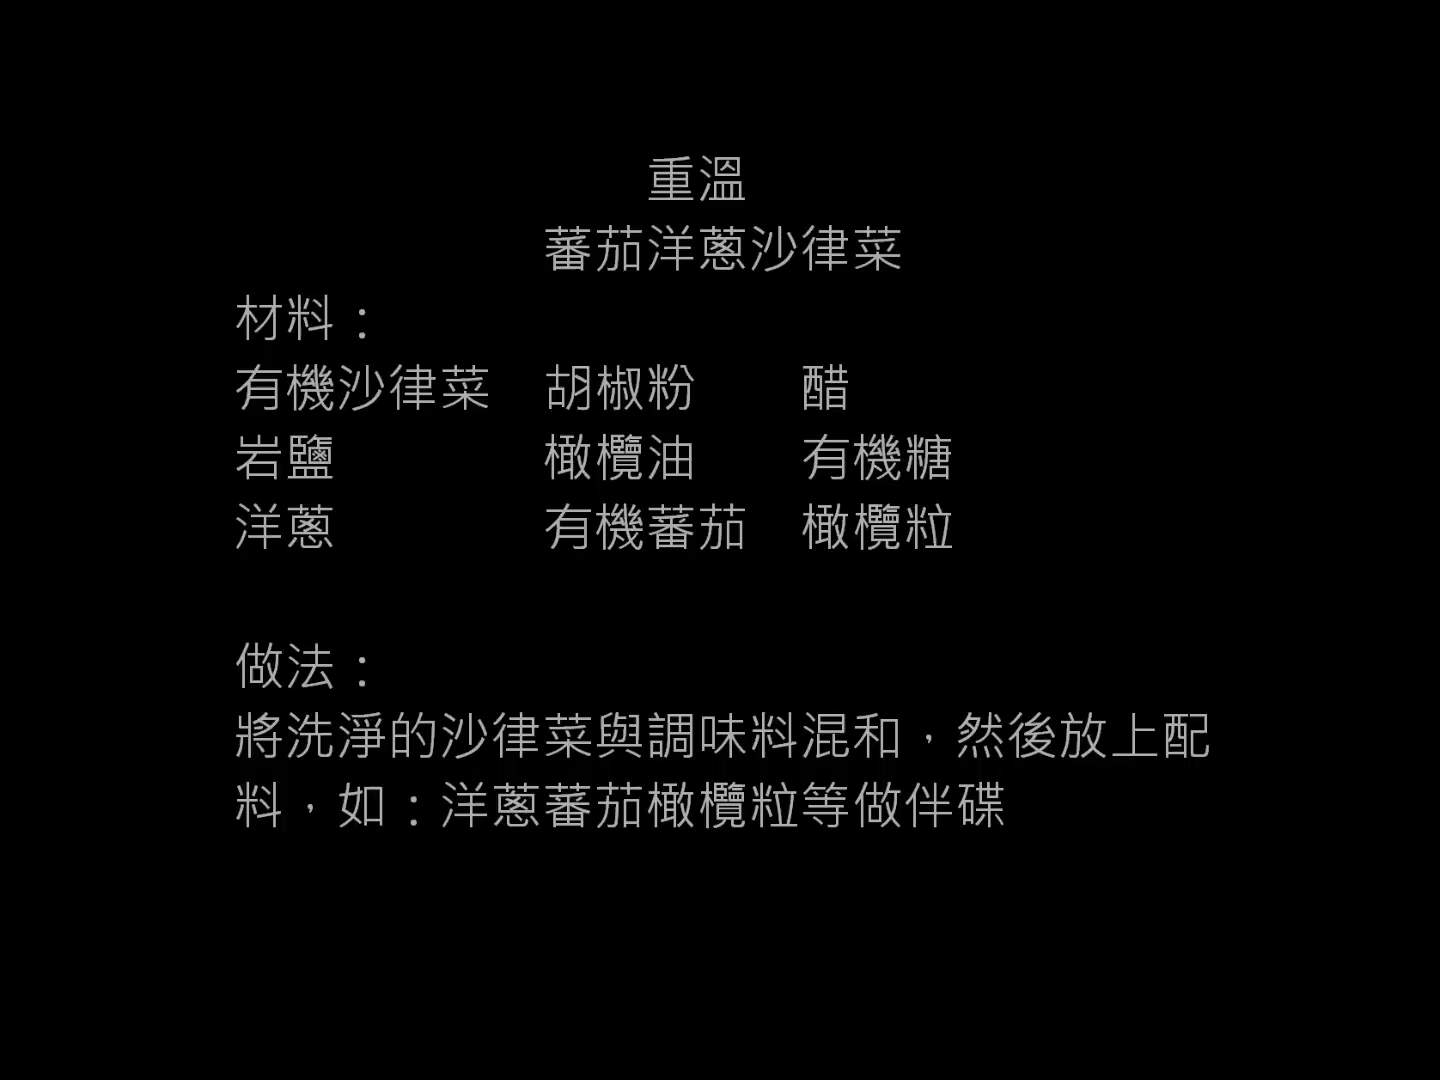 重溫
蕃茄洋蔥沙律菜
材料：
有機沙律菜　胡椒粉　　醋
岩鹽　　　　橄欖油　　有機糖
洋蔥　　　　有機蕃茄　橄欖粒
做法：
將洗淨的沙律菜與調味料混和，然後放上配
料，如：洋蔥蕃茄橄欖粒等做伴碟